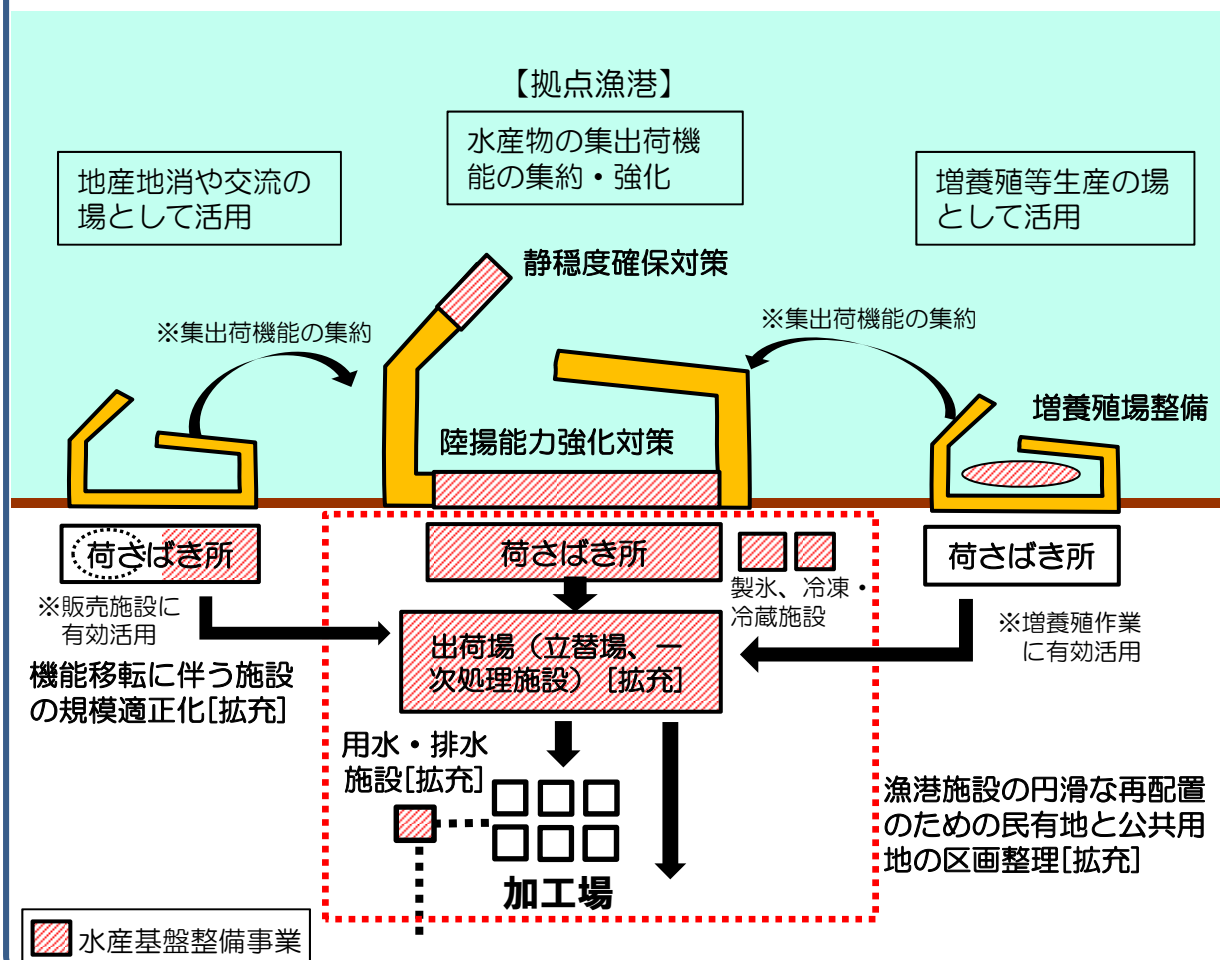 【拠点漁港】
水産物の集出荷機
能の集約・強化
地産地消や交流の
場として活用
増養殖等生産の場
として活用
静穏度確保対策
※集出荷機能の集約
※集出荷機能の集約
増養殖場整備
陸揚能力強化対策
荷さばき所
荷さばき所
荷さばき所
製氷、冷凍・
冷蔵施設
※販売施設に
有効活用
機能移転に伴う施設
の規模適正化[拡充]
出荷場（立替場、一
次処理施設）[拡充]
※増養殖作業
に有効活用
用水・排水
施設[拡充]
漁港施設の円滑な再配置
のための民有地と公共用
地の区画整理[拡充]
加工場
水産基盤整備事業